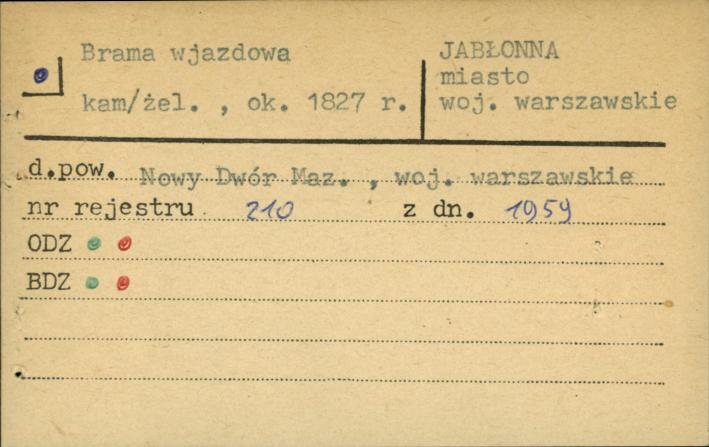 Brama wjazdowa
kam/żel. , ok. 1827 r.
JABŁONNA
miasto
woj. warszawskie
d.pow. Nowy Dwór Maz. , woj. warszawskie
nr rejestru 210 z dn. 1959
ODZ
BDZ